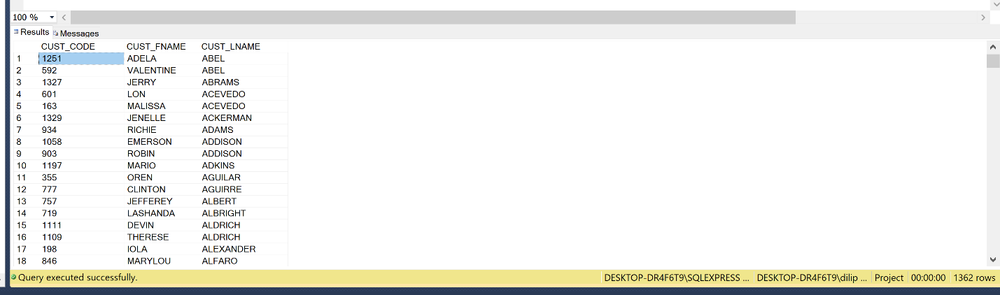 100 %
Results Messages
CUST_CODE CUST_FNAME CUST_LNAME
1 1251 ADELA ABEL
2 592 VALENTINE ABEL
3 1327 JERRY ABRAMS
4 601 LON ACEVEDO
5 163 MALISSA ACEVEDO
6 1329 JENELLE ACKERMAN
7 934 RICHIE ADAMS
8 1058 EMERSON ADDISON
9 903 ROBIN ADDISON
10 1197 MARIO ADKINS
11 355 OREN AGUILAR
12 777 CLINTON AGUIRRE
13 757 JEFFEREY ALBERT
14 719 LASHANDA ALBRIGHT
15 1111 DEVIN ALDRICH
16 1109 THERESE ALDRICH
17 198 IOLA ALEXANDER
18 846 MARYLOU ALFARO
Query executed successfully. DESKTOP-DR4F6T9\SQLEXPRESS ... DESKTOP-DR4F6T9\dilip ... Project 00:00:00 1362 rows